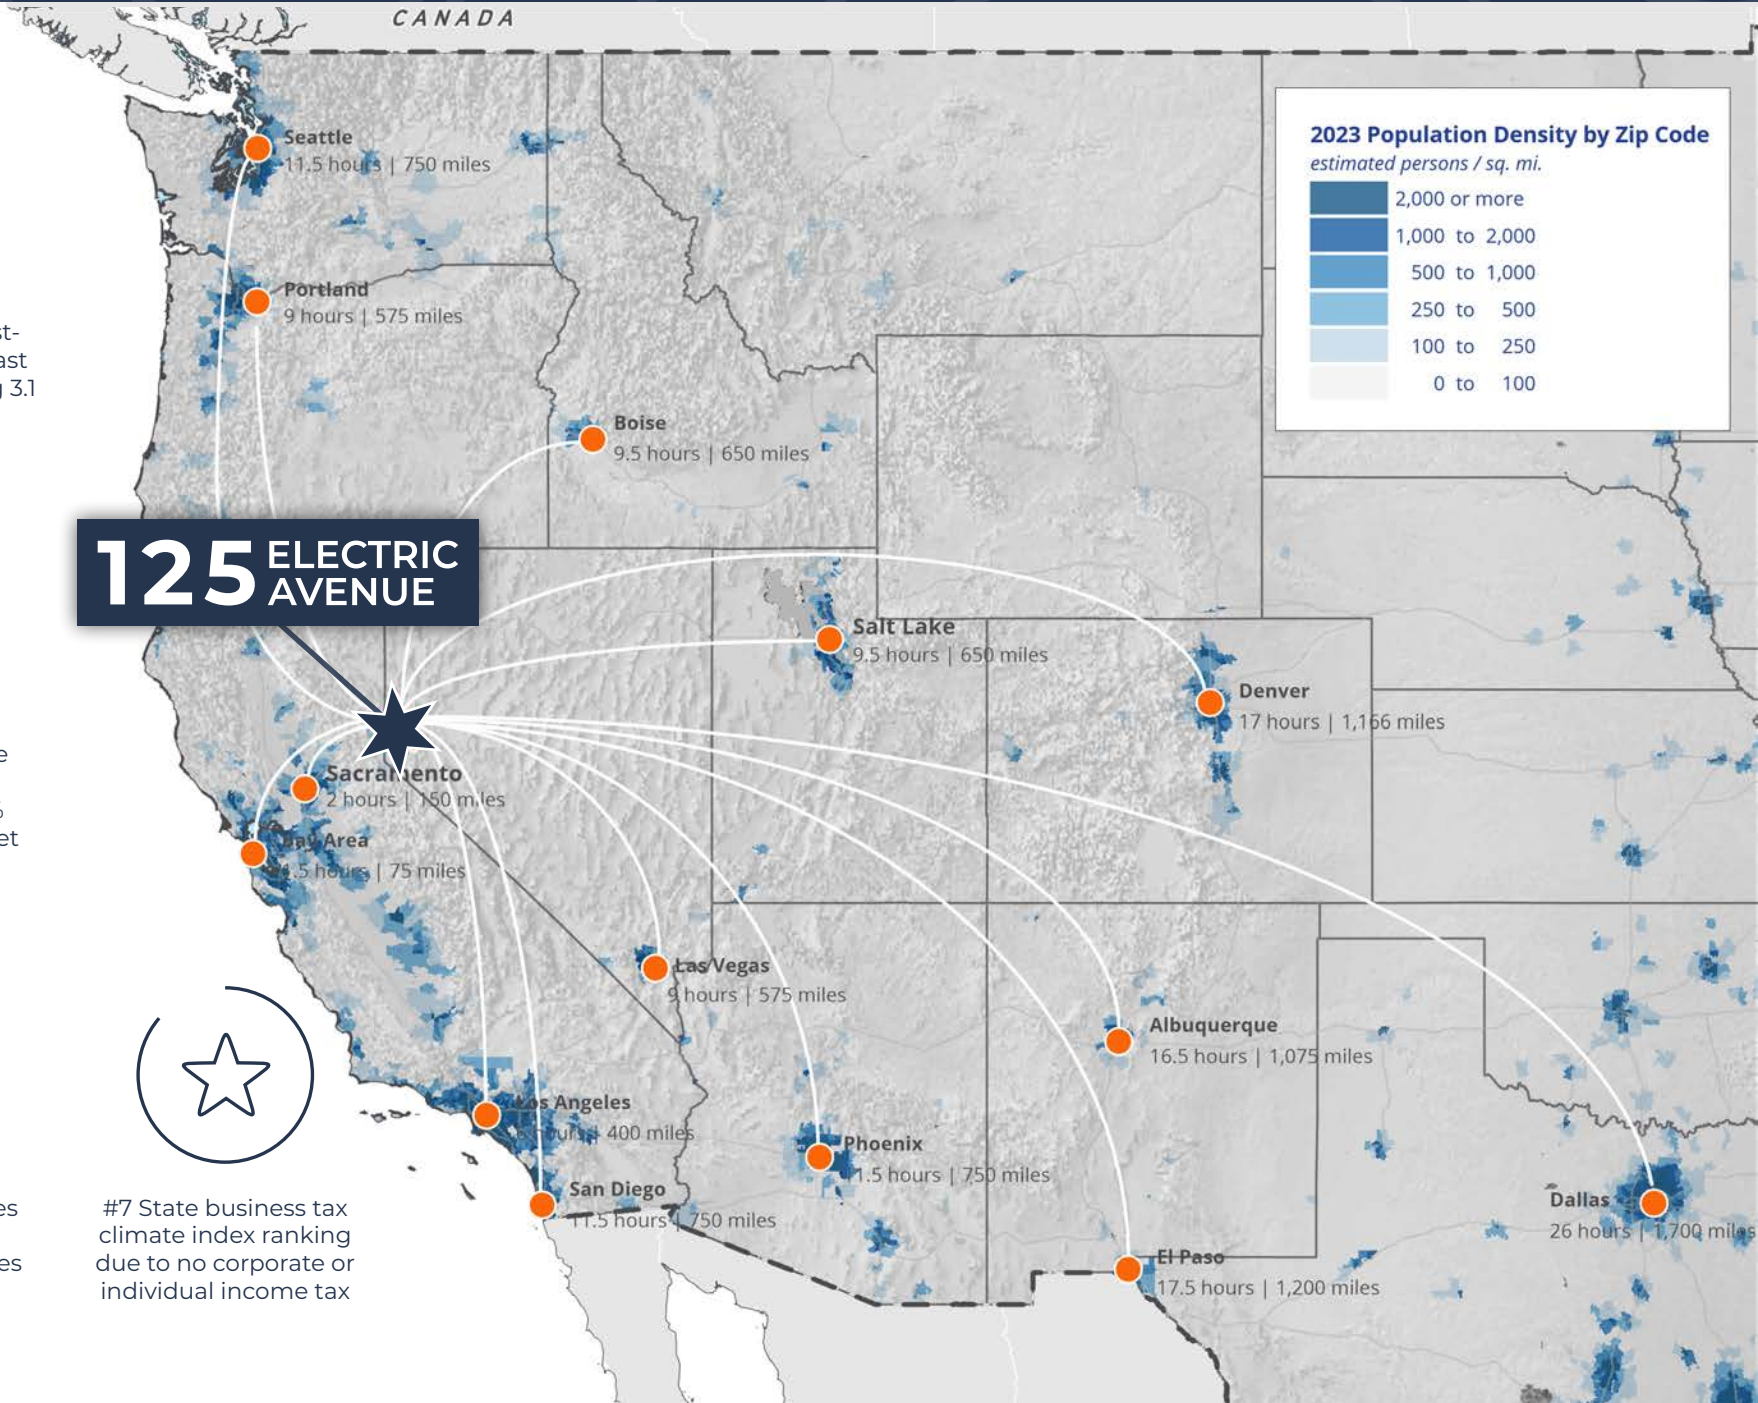 CANADA
Seattle
11.5 hours | 750 miles
2023 Population Density by Zip Code
estimated persons / sq. mi.
2,000 or more
1,000 to 2,000
500 to 1,000
250 to 500
100 to 250
0 to 100
Portland
9 hours | 575 miles
st-
ast
3.1
Boise
9.5 hours | 650 miles
125 ELECTRIC
AVENUE
Salt Lake
9.5 hours | 650 miles
Denver
17 hours | 1,166 miles
e
Sacramento
2 hours | 150 miles
%
et
Bay Area
.5 hours | 75 miles
Las Vegas
9 hours | 575 miles
Albuquerque
16.5 hours | 1,075 miles
Los Angeles
hours | 400 miles
Phoenix
11.5 hours | 750 miles
San Diego
11.5 hours | 750 miles
Dallas
26 hours | 1,700 miles
El Paso
17.5 hours | 1,200 miles
es
es
#7 State business tax
climate index ranking
due to no corporate or
individual income tax